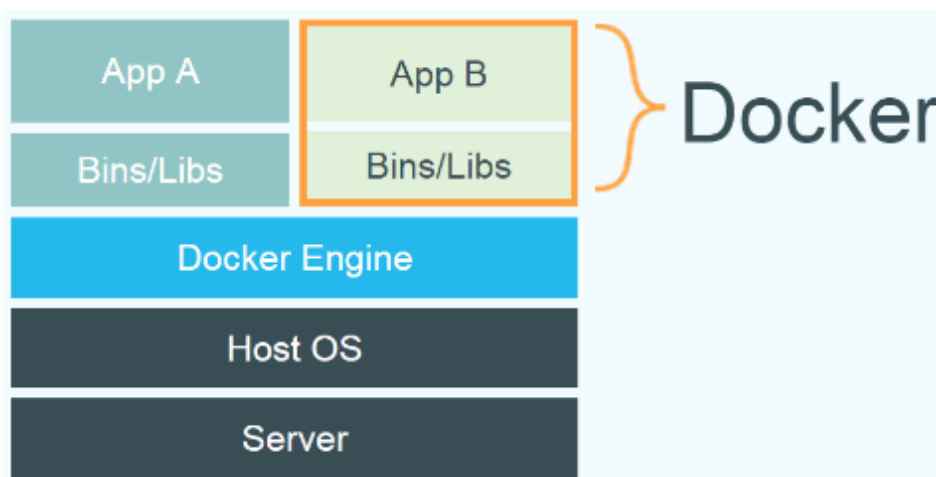 App A
App B
Docker
Bins/Libs
Bins/Libs
Docker Engine
Host OS
Server